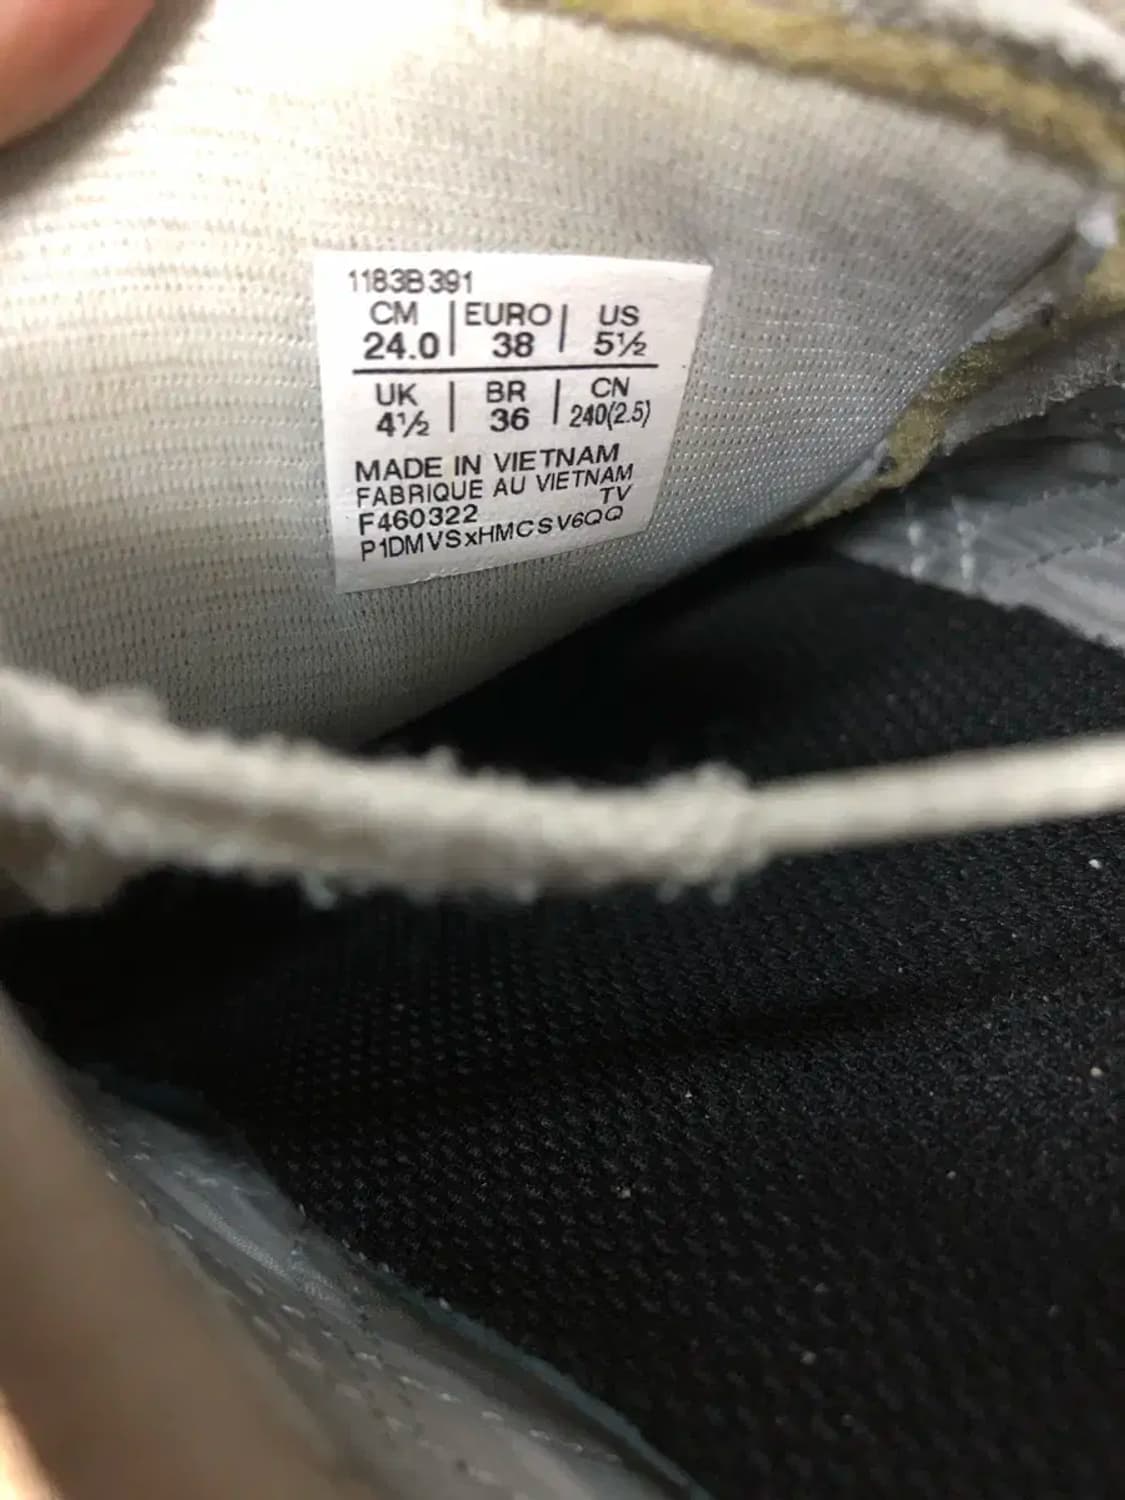 1183B391
CM | EURO | US
24.0 | 38 | 5½
UK | BR | CN
4½ | 36 | 240(2.5)
MADE IN VIETNAM
FABRIQUE AU VIETNAM
TV
F460322
P1DMVSxHMCSV6QQ